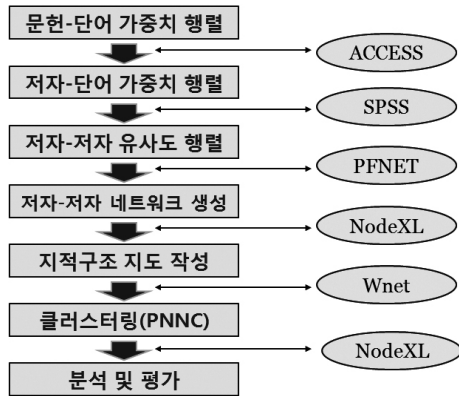 문헌-단어 가중치 행렬
ACCESS
저자-단어 가중치 행렬
SPSS
저자-저자 유사도 행렬
PFNET
저자-저자 네트워크 생성
NodeXL
지적구조 지도 작성
Wnet
클러스터링(PNNC)
NodeXL
분석 및 평가